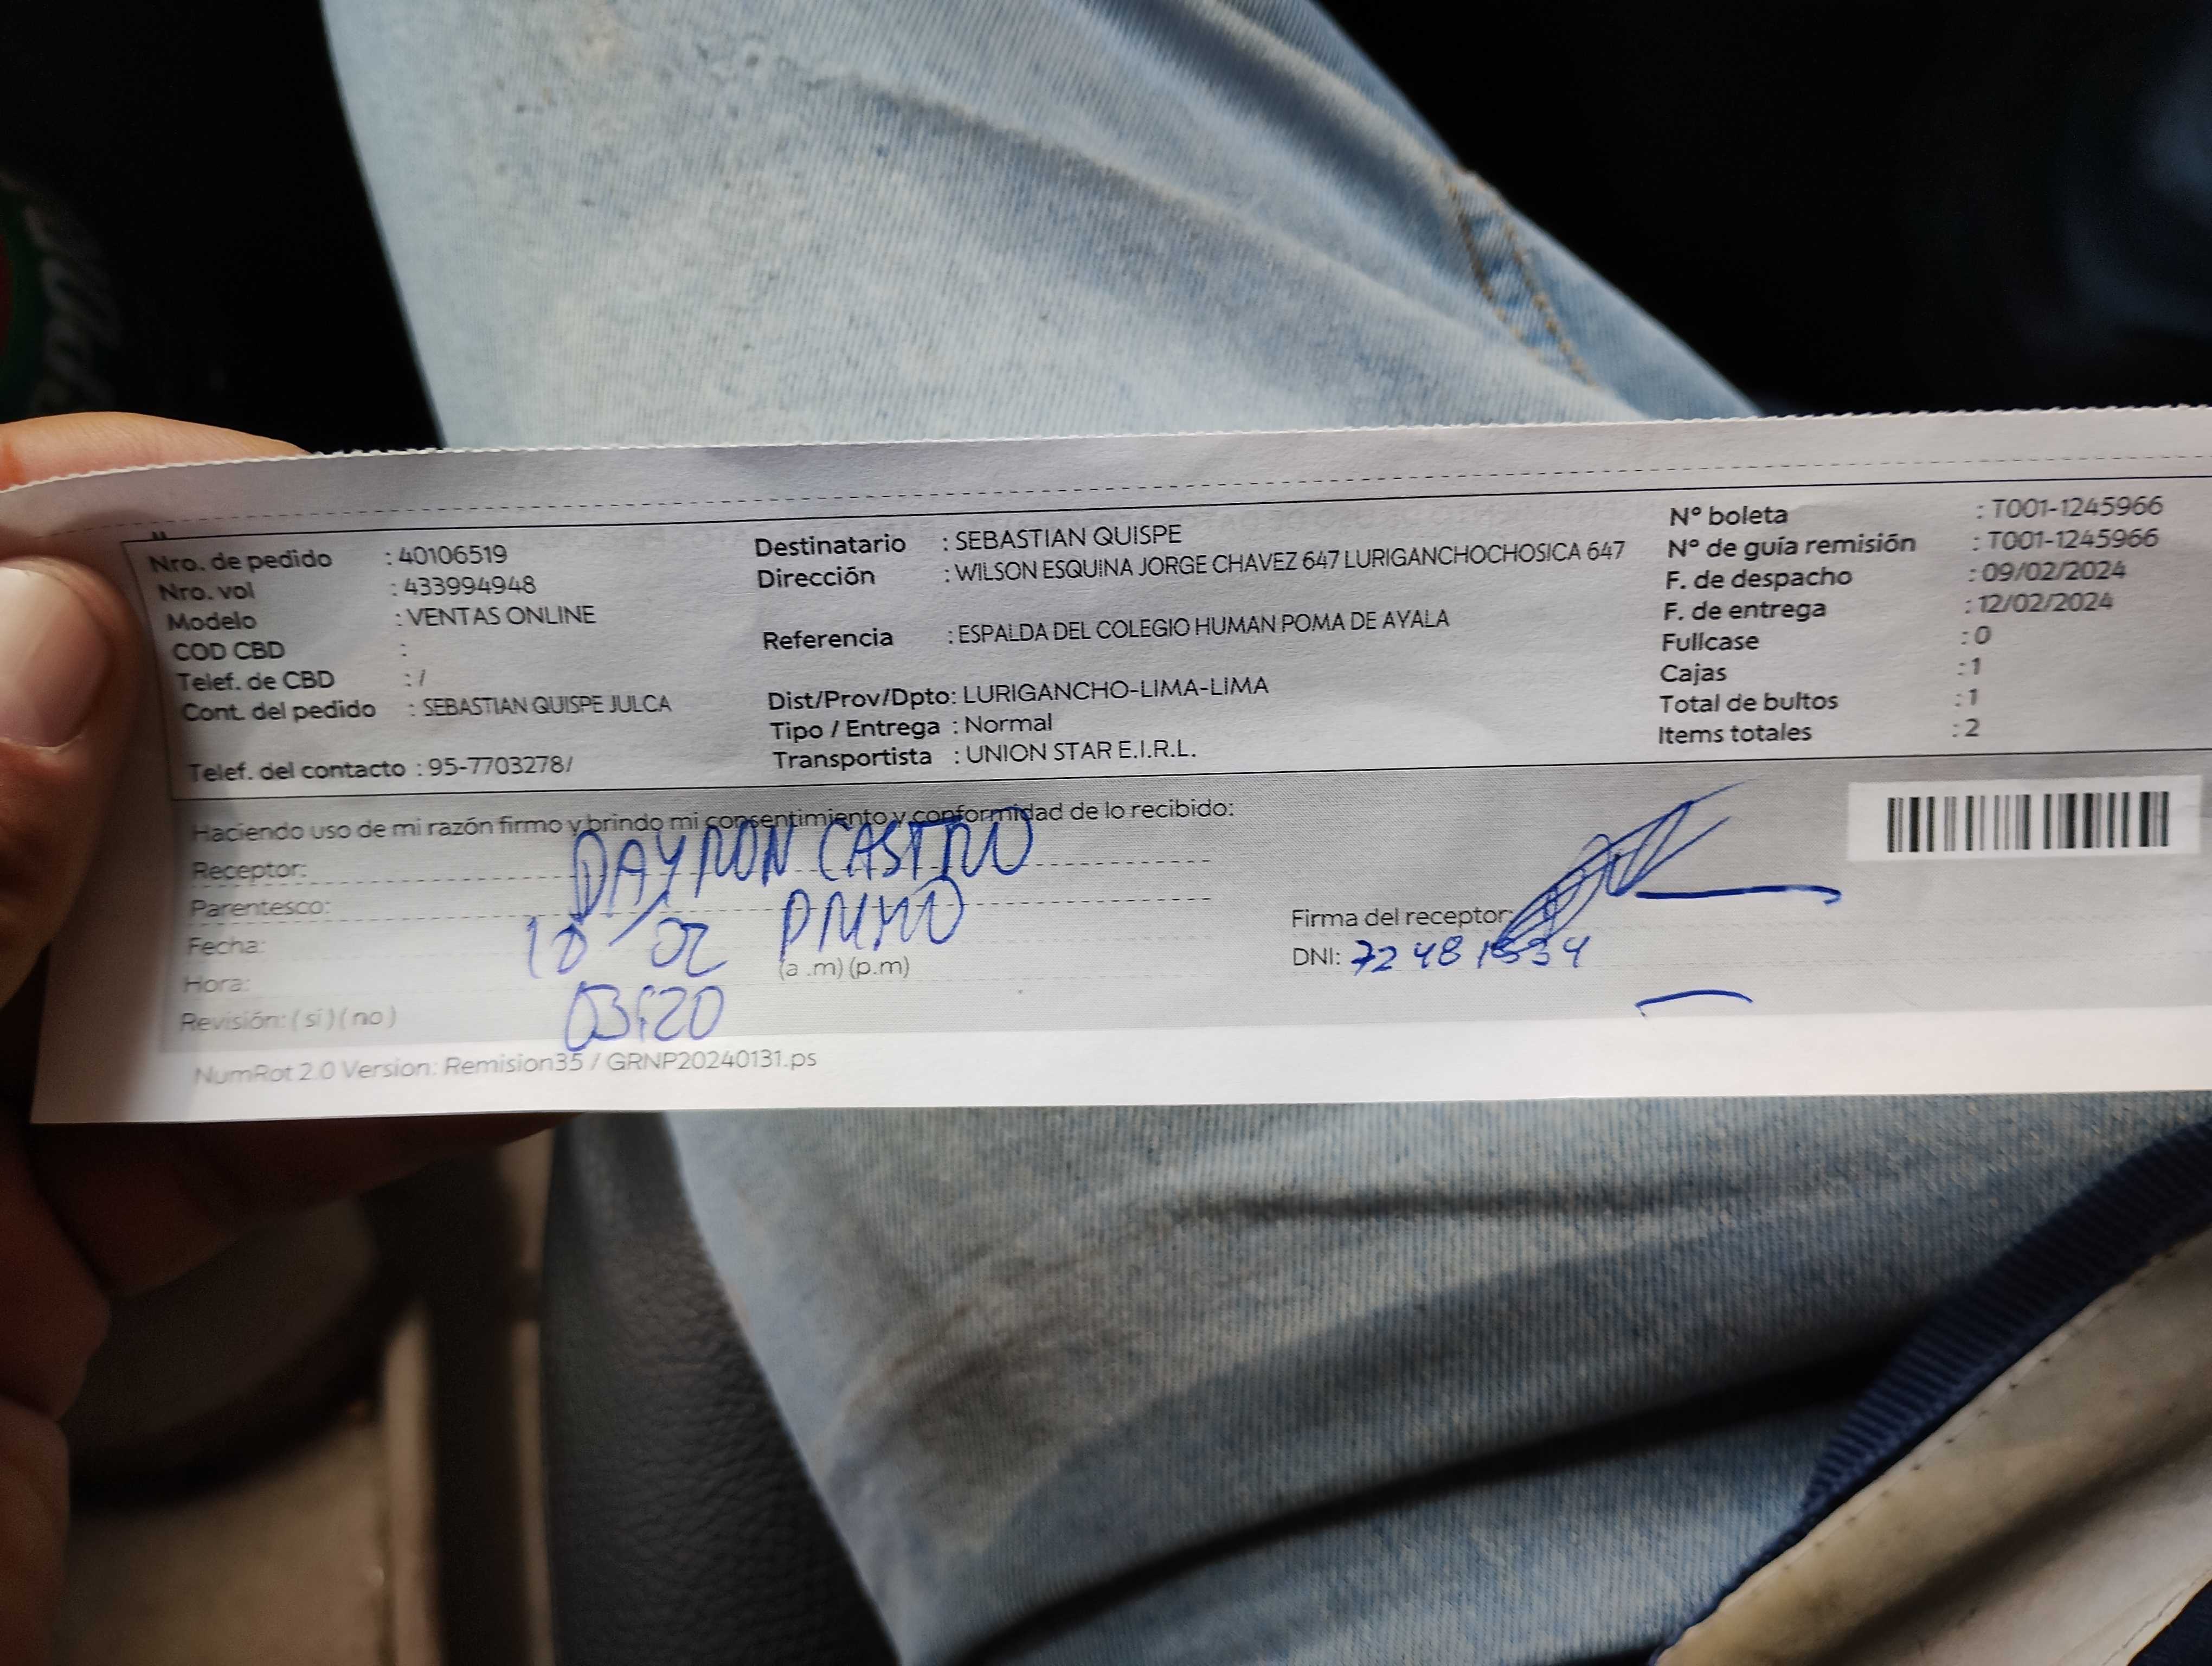 Nro. de pedido : 40106519
Nro. vol : 433994948
Modelo : VENTAS ONLINE
COD CBD :
Telef. de CBD : /
Cont. del pedido : SEBASTIAN QUISPE JULCA
Telef. del contacto : 95-7703278/
Destinatario : SEBASTIAN QUISPE
Dirección : WILSON ESQUINA JORGE CHAVEZ 647 LURIGANCHOCHOSICA 647
Referencia : ESPALDA DEL COLEGIO HUMAN POMA DE AYALA
Dist/Prov/Dpto: LURIGANCHO-LIMA-LIMA
Tipo / Entrega : Normal
Transportista : UNION STAR E.I.R.L.
N° boleta : T001-1245966
N° de guía remisión : T001-1245966
F. de despacho : 09/02/2024
F. de entrega : 12/02/2024
Fullcase : 0
Cajas : 1
Total de bultos : 1
Items totales : 2
Haciendo uso de mi razón firmo y brindo mi consentimiento y conformidad de lo recibido:
Receptor: DAYRON CASTRO
Parentesco: PRIMO
Fecha: 10/02
Hora: 03:20 (a .m) (p.m)
Revisión: ( si ) ( no )
Firma del receptor:
DNI: 72481534
NumRot 2.0 Version: Remision35 / GRNP20240131.ps